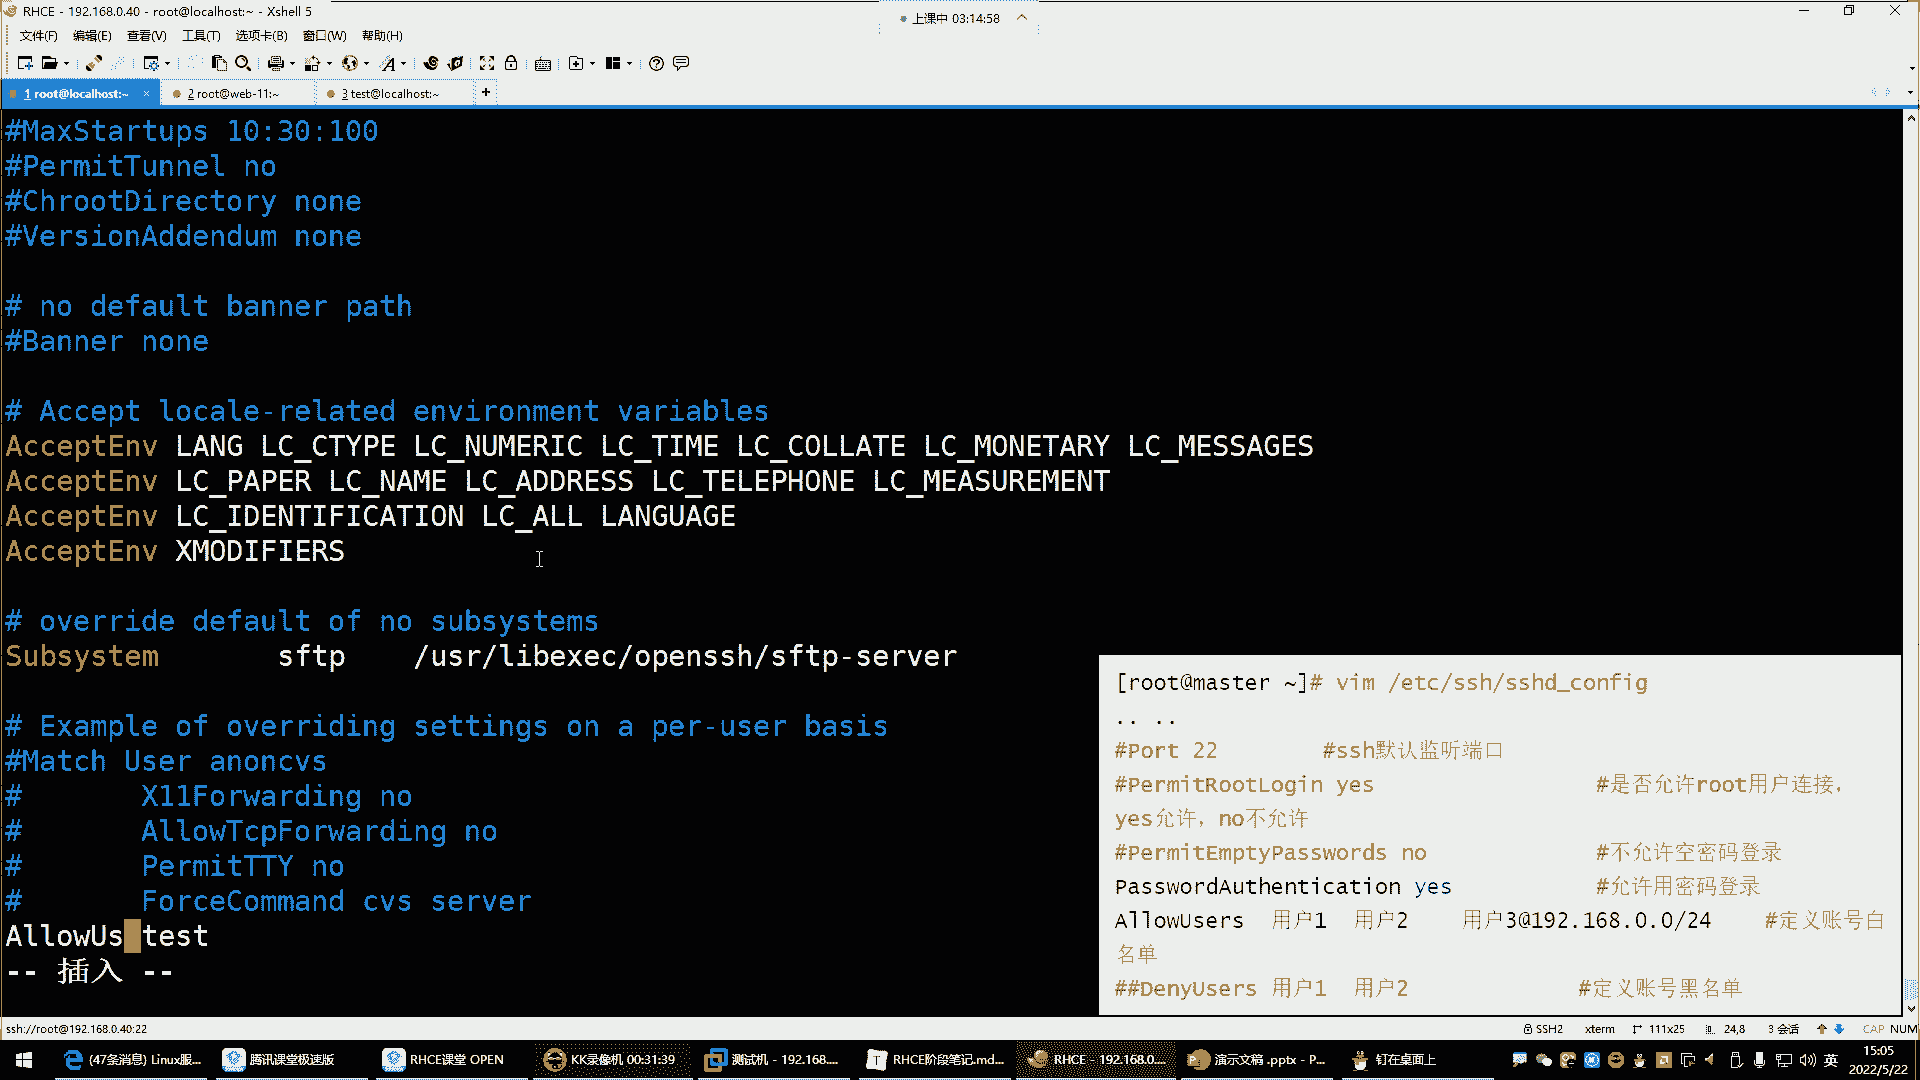 RHCE - 192.168.0.40 - root@localhost:~ - Xshell 5
上课中 03:14:58
文件(F) 编辑(E) 查看(V) 工具(T) 选项卡(B) 窗口(W) 帮助(H)
1 root@localhost:~ × 2 root@web-11:~ 3 test@localhost:~ +
#MaxStartups 10:30:100
#PermitTunnel no
#ChrootDirectory none
#VersionAddendum none
# no default banner path
#Banner none
# Accept locale-related environment variables
AcceptEnv LANG LC_CTYPE LC_NUMERIC LC_TIME LC_COLLATE LC_MONETARY LC_MESSAGES
AcceptEnv LC_PAPER LC_NAME LC_ADDRESS LC_TELEPHONE LC_MEASUREMENT
AcceptEnv LC_IDENTIFICATION LC_ALL LANGUAGE
AcceptEnv XMODIFIERS
# override default of no subsystems
Subsystem sftp /usr/libexec/openssh/sftp-server
# Example of overriding settings on a per-user basis
#Match User anoncvs
# X11Forwarding no
# AllowTcpForwarding no
# PermitTTY no
# ForceCommand cvs server
AllowUs test
-- 插入 --
[root@master ~]# vim /etc/ssh/sshd_config
.. ..
#Port 22 #ssh默认监听端口
#PermitRootLogin yes #是否允许root用户连接,
yes允许, no不允许
#PermitEmptyPasswords no #不允许空密码登录
PasswordAuthentication yes #允许用密码登录
AllowUsers 用户1 用户2 用户3@192.168.0.0/24 #定义账号白
名单
##DenyUsers 用户1 用户2 #定义账号黑名单
ssh://root@192.168.0.40:22 SSH2 xterm 111x25 24,8 3 会话 CAP NUM
(47条消息) Linux服... 腾讯课堂极速版 RHCE课堂 OPEN KK录像机 00:31:39 测试机 - 192.168.... RHCE阶段笔记.md... RHCE - 192.168.0.... 演示文稿 .pptx - P... 钉在桌面上 英 15:05
2022/5/22